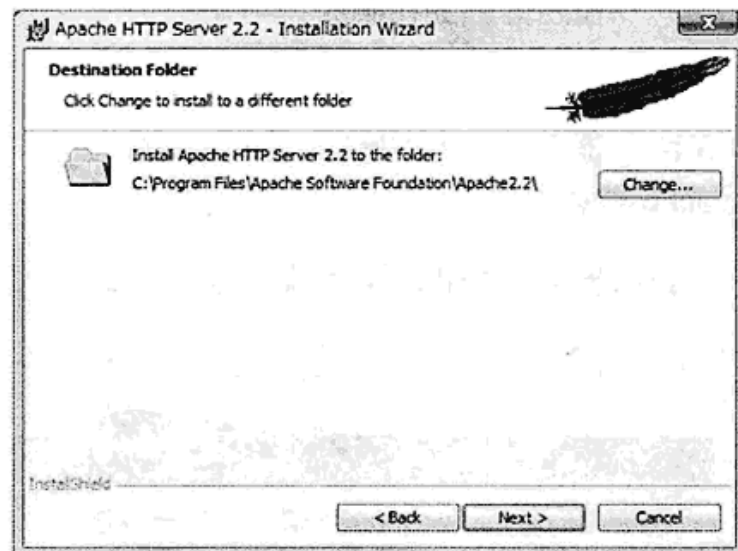 Apache HTTP Server 2.2 - Installation Wizard
Destination Folder
Click Change to install to a different folder
Install Apache HTTP Server 2.2 to the folder:
C:\Program Files\Apache Software Foundation\Apache2.2\
Change...
InstallShield
< Back
Next >
Cancel